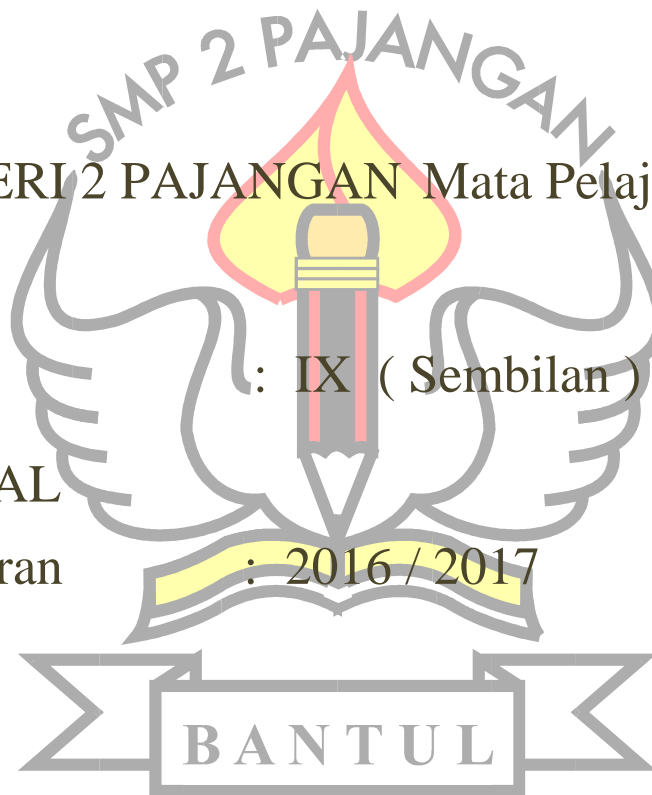 SMP 2 PAJANGAN
ERI 2 PAJANGAN Mata Pelaj
: IX ( Sembilan )
AL
ran : 2016 / 2017
BANTUL